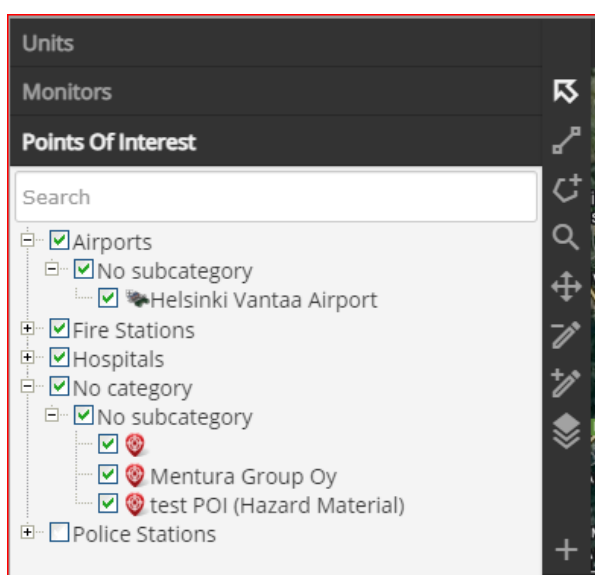 Units
Monitors
Points Of Interest
Search
Airports
No subcategory
Helsinki Vantaa Airport
Fire Stations
Hospitals
No category
No subcategory
Mentura Group Oy
test POI (Hazard Material)
Police Stations